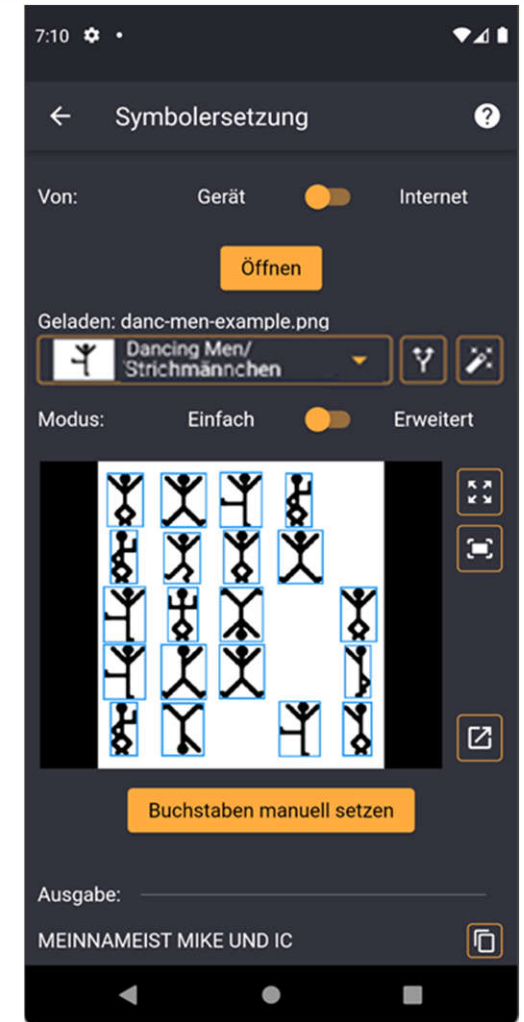 7:10
Symbolersetzung
Von: Gerät Internet
Öffnen
Geladen: danc-men-example.png
Dancing Men/
Strichmännchen
Modus: Einfach Erweitert
Buchstaben manuell setzen
Ausgabe:
MEINNAMEIST MIKE UND IC